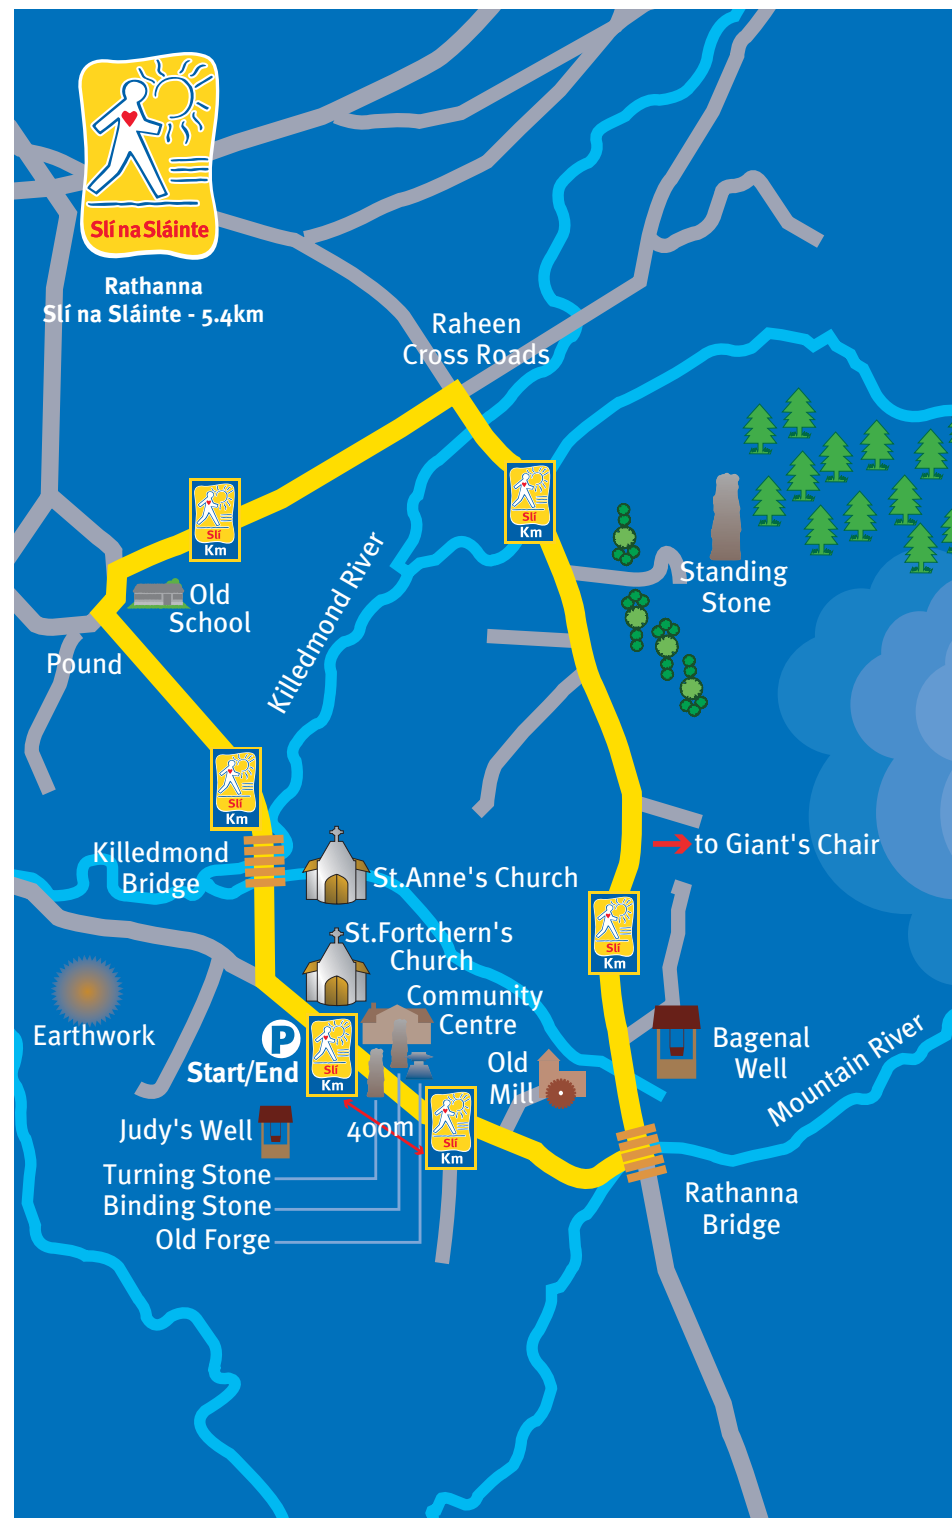 Slí na Sláinte
Rathanna
Slí na Sláinte - 5.4km
Raheen
Cross Roads
Slí
Km
Slí
Km
Standing
Stone
Old
School
Killedmond River
Pound
Slí
Km
Killedmond
Bridge
to Giant's Chair
St.Anne's Church
St.Fortchern's
Church
Slí
Km
Community
Centre
Earthwork
P
Start/End
Slí
Km
Old
Mill
Bagenal
Well
Mountain River
Judy's Well
400m
Slí
Km
Turning Stone
Binding Stone
Old Forge
Rathanna
Bridge